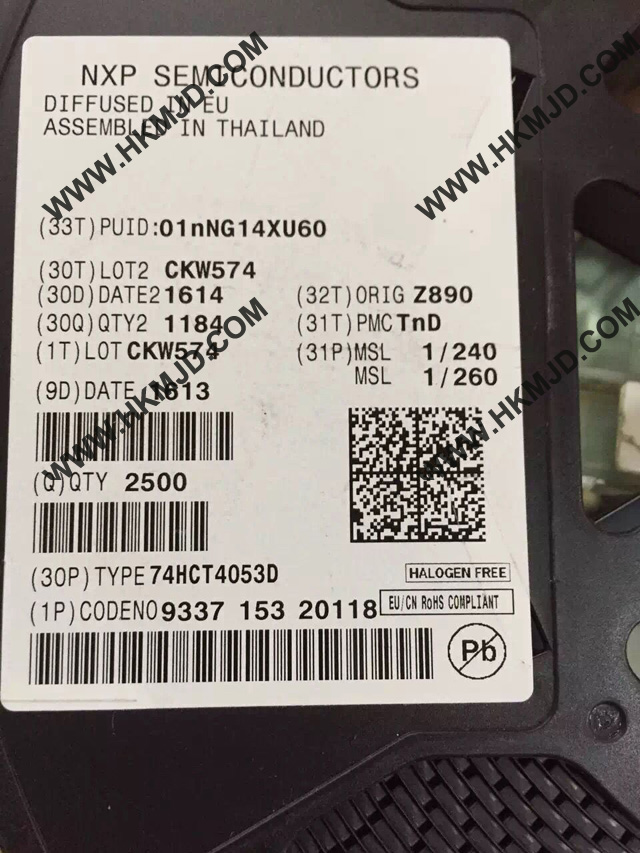 NXP SEMICONDUCTORS
DIFFUSED IN EU
ASSEMBLED IN THAILAND
(33T)PUID:01nNG14XU60
(30T)LOT2 CKW574
(30D)DATE2 1614 (32T)ORIG Z890
(30Q)QTY2 1184 (31T)PMC TnD
(1T)LOT CKW574 (31P)MSL 1/240
MSL 1/260
(9D)DATE 1613
(Q)QTY 2500
(30P)TYPE 74HCT4053D HALOGEN FREE
(1P)CODENO 9337 153 20118 EU/CN RoHS COMPLIANT
Pb
WWW.HKMJD.COM
WWW.HKMJD.COM
WWW.HKMJD.COM
WWW.HKMJD.COM